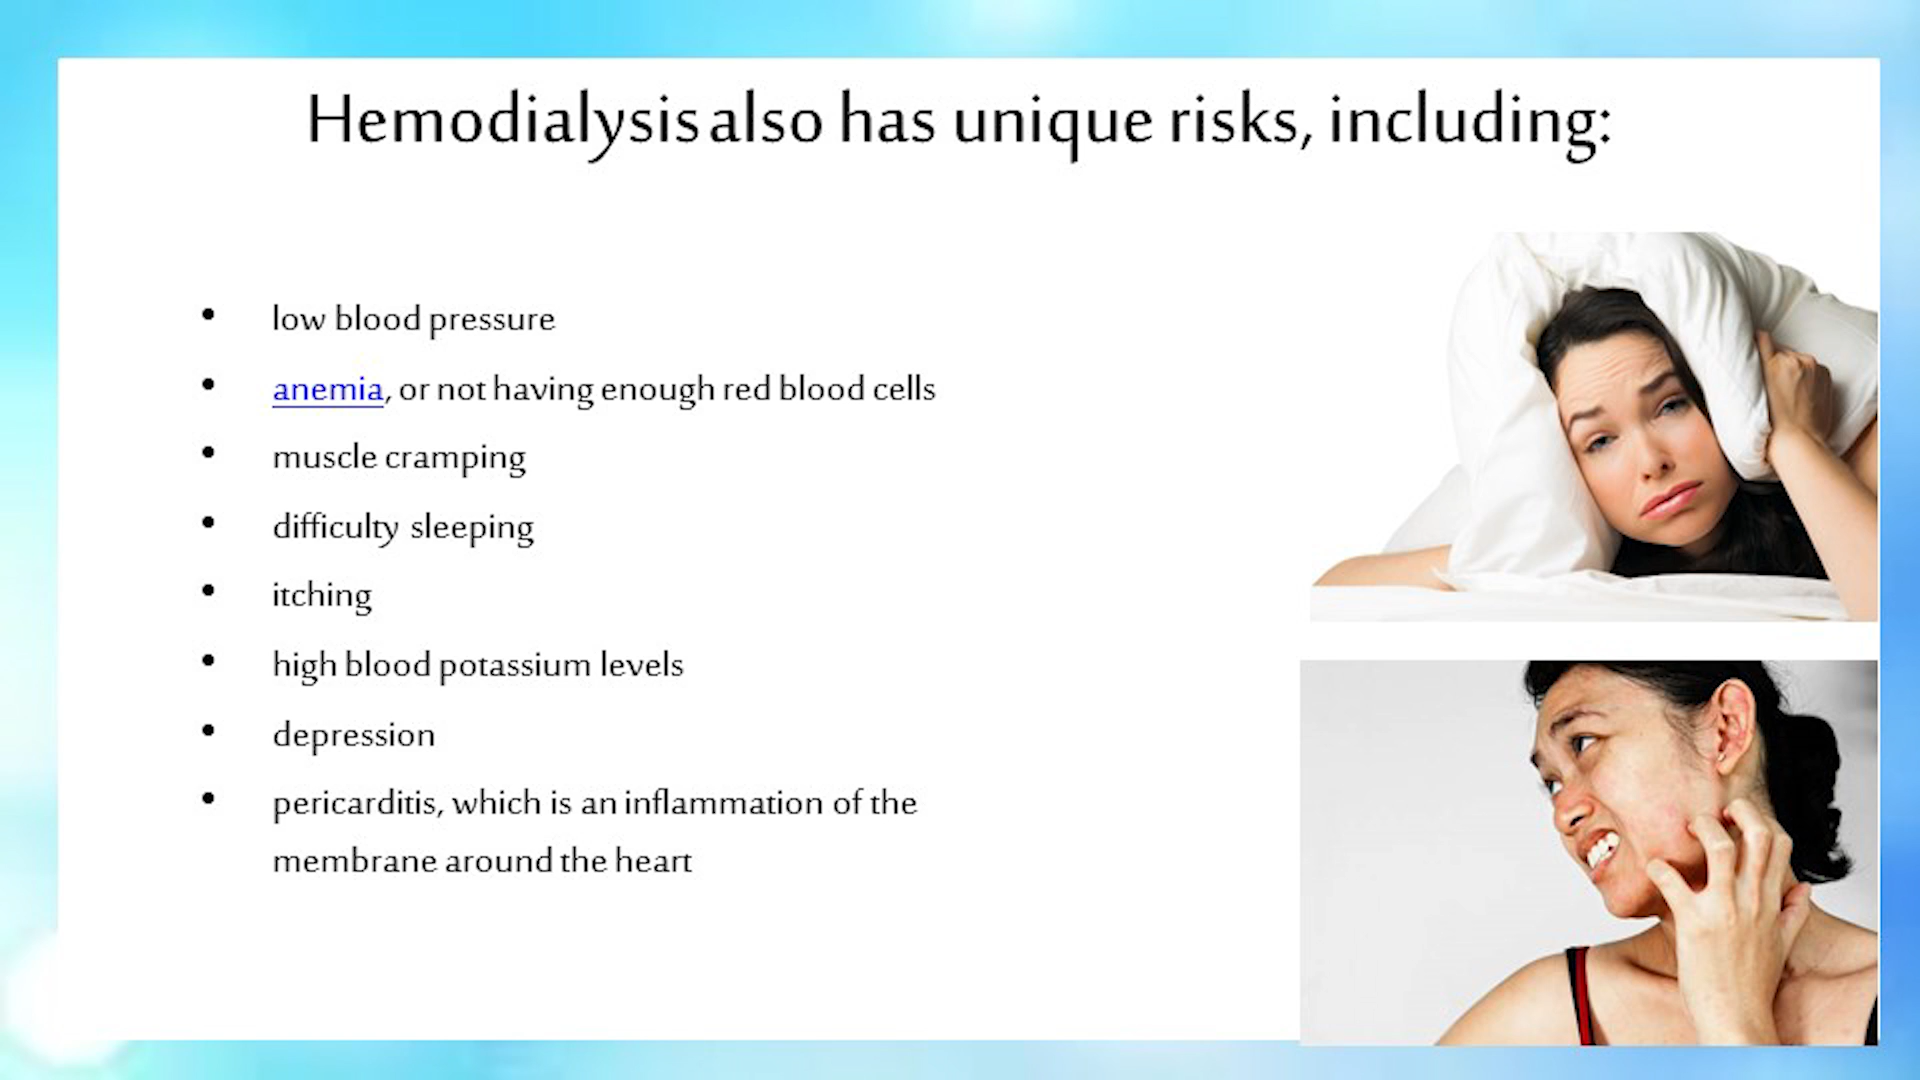 Hemodialysis also has unique risks, including:
• low blood pressure
• anemia, or not having enough red blood cells
• muscle cramping
• difficulty sleeping
• itching
• high blood potassium levels
• depression
• pericarditis, which is an inflammation of the
membrane around the heart